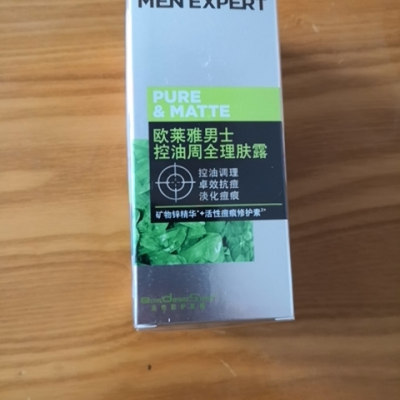 MEN EXPERT
PURE
& MATTE
欧莱雅男士
控油周全理肤露
控油调理
卓效抗痘
淡化痘痕
矿物锌精华*+活性痘痕修护素²*